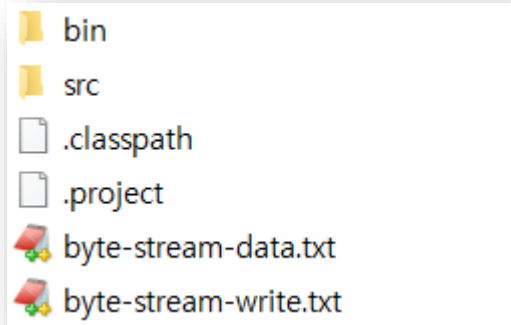 bin
src
.classpath
.project
byte-stream-data.txt
byte-stream-write.txt